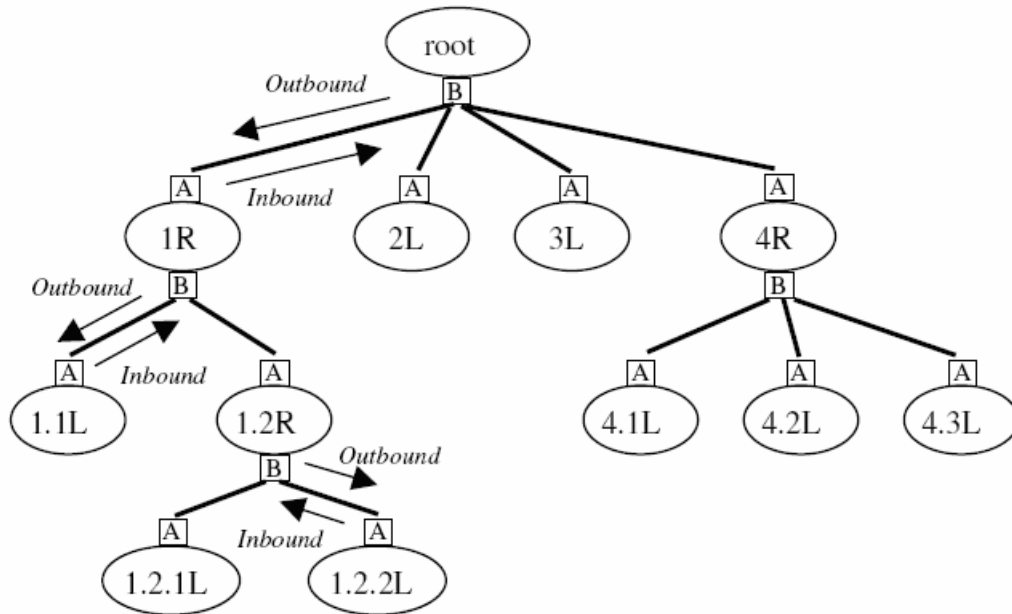 root
Outbound
B
Inbound
A
A
A
A
1R
2L
3L
4R
Outbound
B
B
Inbound
A
A
A
A
A
1.1L
1.2R
4.1L
4.2L
4.3L
B
Outbound
Inbound
A
A
1.2.1L
1.2.2L